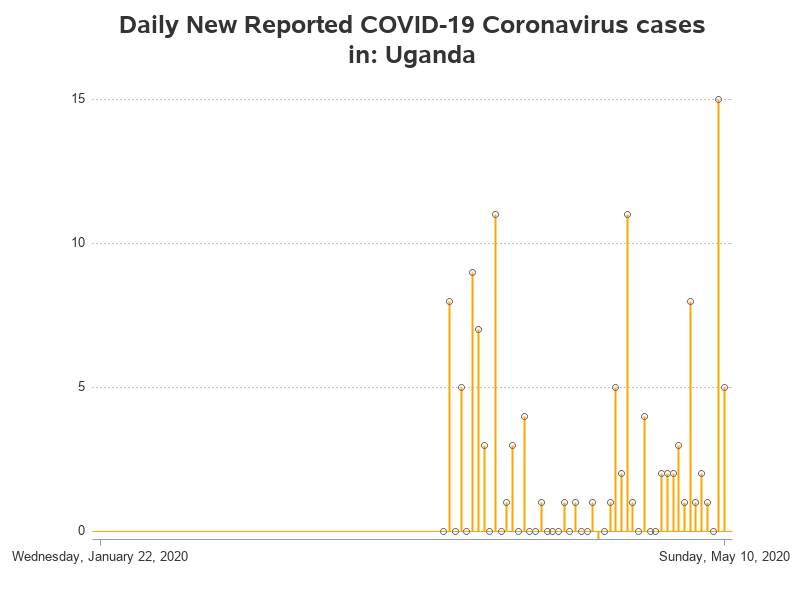 Daily New Reported COVID-19 Coronavirus cases
in: Uganda
15
10
5
0
Wednesday, January 22, 2020
Sunday, May 10, 2020